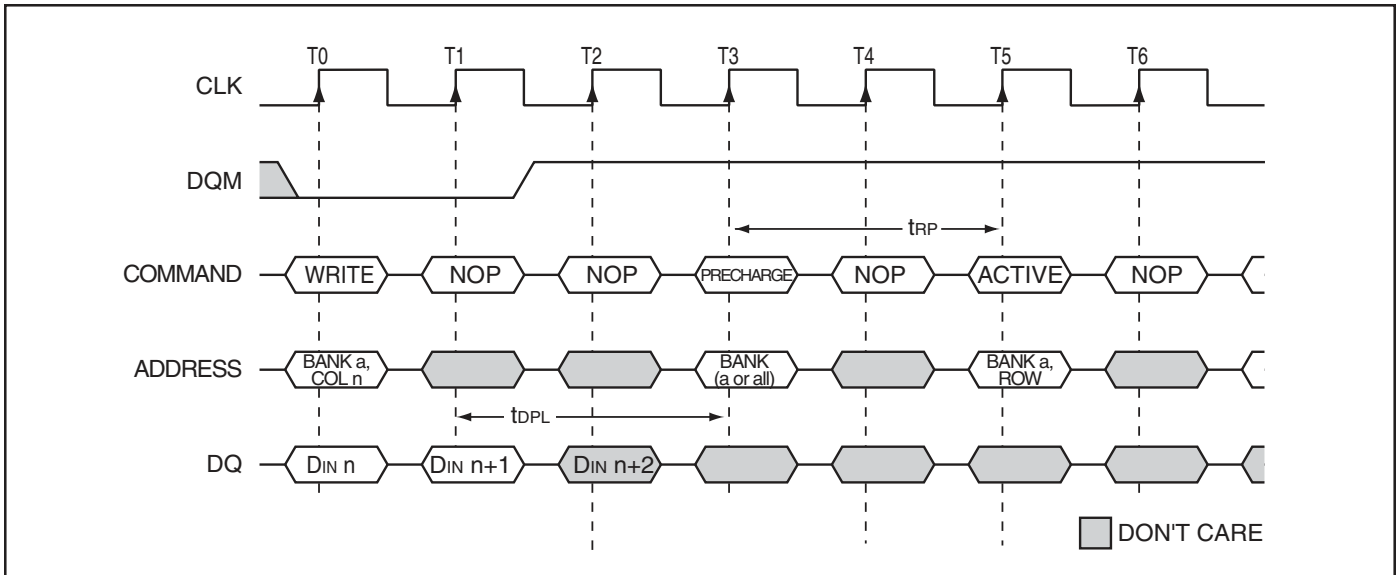 T0 T1 T2 T3 T4 T5 T6
CLK
DQM
tRP
COMMAND WRITE NOP NOP PRECHARGE NOP ACTIVE NOP
ADDRESS BANK a, COL n BANK (a or all) BANK a, ROW
tDPL
DQ DIN n DIN n+1 DIN n+2
DON'T CARE